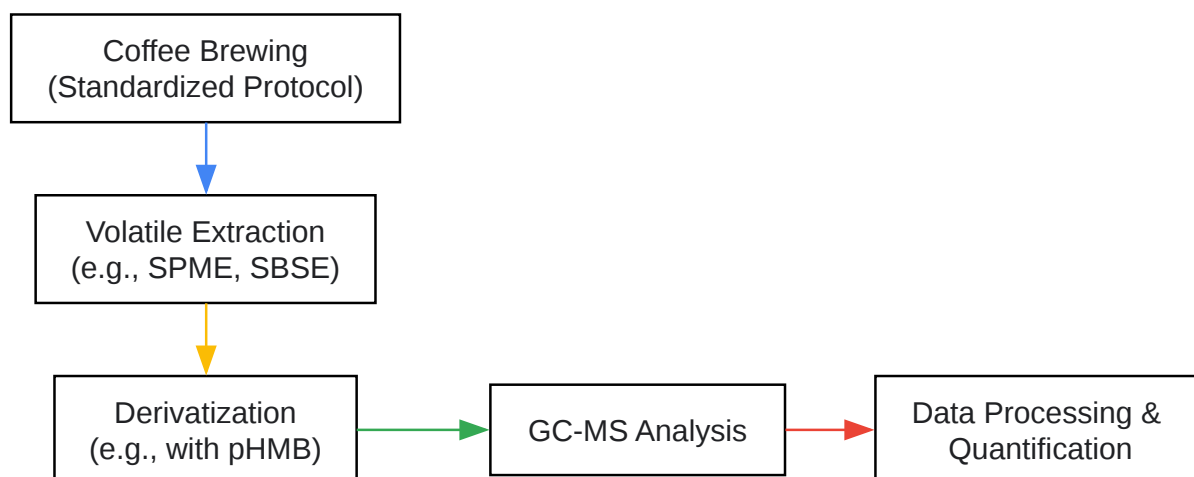 Coffee Brewing
(Standardized Protocol)
Volatile Extraction
(e.g., SPME, SBSE)
Derivatization
(e.g., with pHMB)
GC-MS Analysis
Data Processing &
Quantification